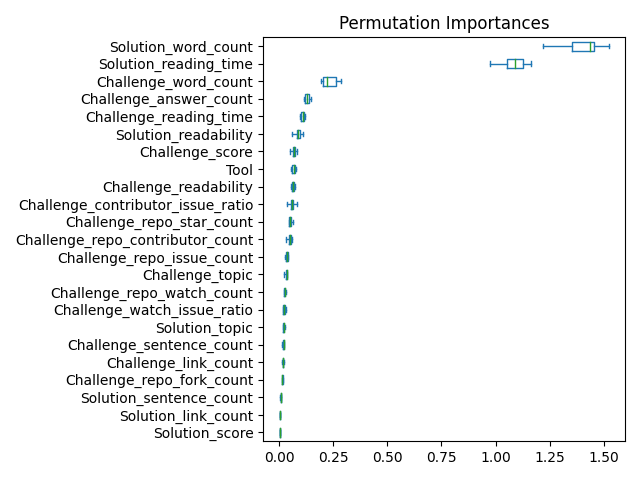 Permutation Importances
Solution_word_count
Solution_reading_time
Challenge_word_count
Challenge_answer_count
Challenge_reading_time
Solution_readability
Challenge_score
Tool
Challenge_readability
Challenge_contributor_issue_ratio
Challenge_repo_star_count
Challenge_repo_contributor_count
Challenge_repo_issue_count
Challenge_topic
Challenge_repo_watch_count
Challenge_watch_issue_ratio
Solution_topic
Challenge_sentence_count
Challenge_link_count
Challenge_repo_fork_count
Solution_sentence_count
Solution_link_count
Solution_score
0.00 0.25 0.50 0.75 1.00 1.25 1.50